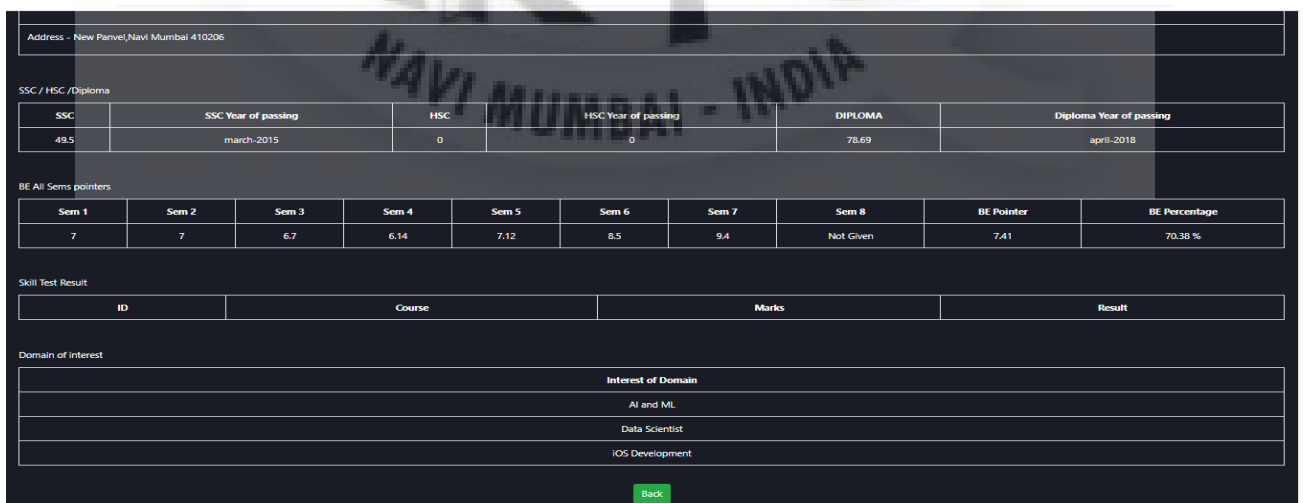 Address - New Panvel,Navi Mumbai 410206
NAVI MUMBAI - INDIA
SSC / HSC /Diploma
SSC SSC Year of passing HSC HSC Year of passing DIPLOMA Diploma Year of passing
49.5 march-2015 0 0 78.69 april-2018
BE All Sems pointers
Sem 1 Sem 2 Sem 3 Sem 4 Sem 5 Sem 6 Sem 7 Sem 8 BE Pointer BE Percentage
7 7 6.7 6.14 7.12 8.5 9.4 Not Given 7.41 70.38 %
Skill Test Result
ID Course Marks Result
Domain of interest
Interest of Domain
AI and ML
Data Scientist
iOS Development
Back